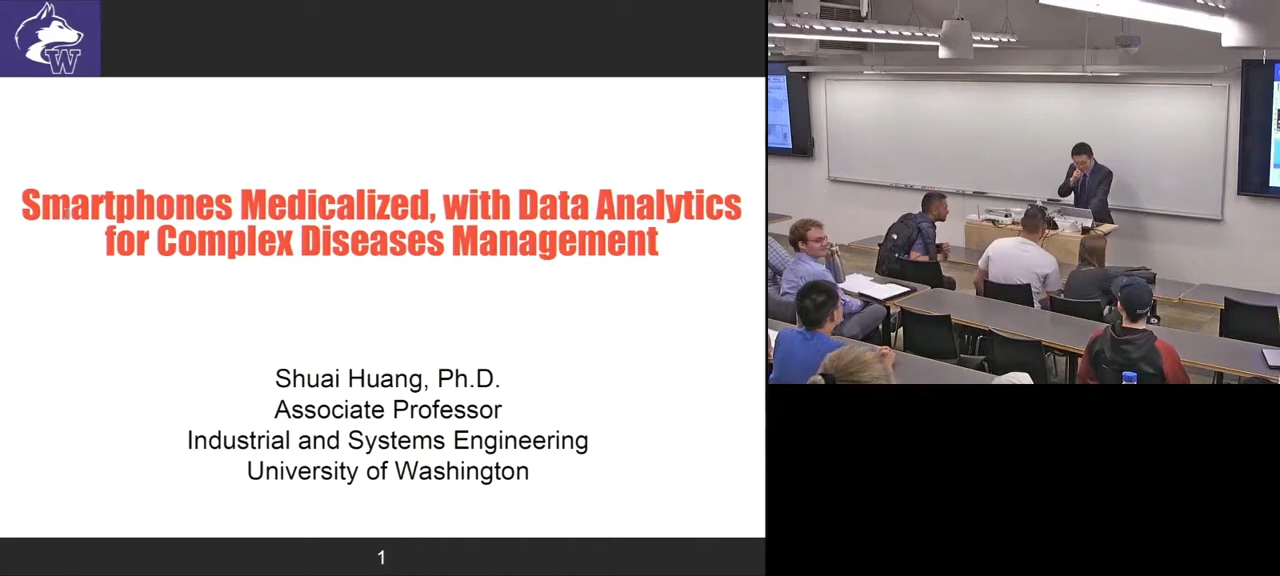 W
Smartphones Medicalized, with Data Analytics
for Complex Diseases Management
Shuai Huang, Ph.D.
Associate Professor
Industrial and Systems Engineering
University of Washington
1